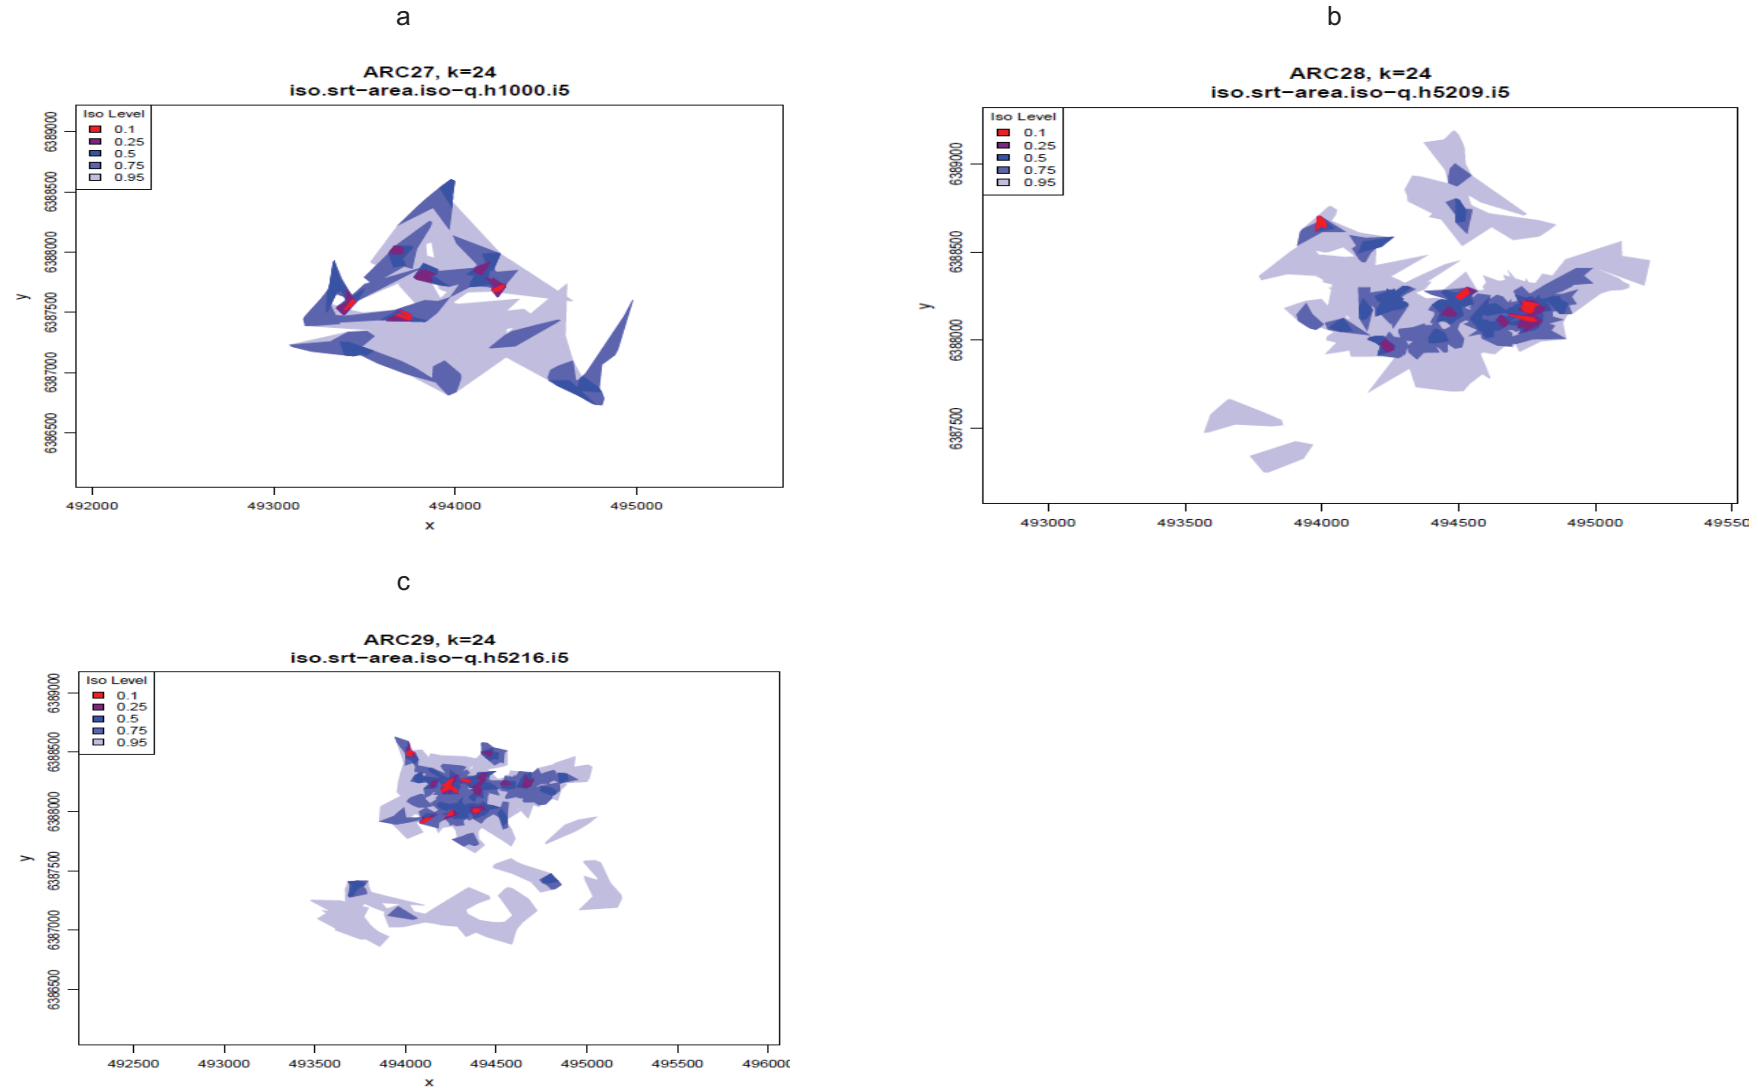 a
ARC27, k=24
iso.srt−area.iso−q.h1000.i5
Iso Level
0.1
0.25
0.5
0.75
0.95
6389000
6388500
6388000
6387500
6387000
6386500
y
492000 493000 494000 495000
x
b
ARC28, k=24
iso.srt−area.iso−q.h5209.i5
Iso Level
0.1
0.25
0.5
0.75
0.95
6389000
6388500
6388000
6387500
y
493000 493500 494000 494500 495000 49550
c
ARC29, k=24
iso.srt−area.iso−q.h5216.i5
Iso Level
0.1
0.25
0.5
0.75
0.95
6389000
6388500
6388000
6387500
6387000
6386500
y
492500 493000 493500 494000 494500 495000 495500 49600
x